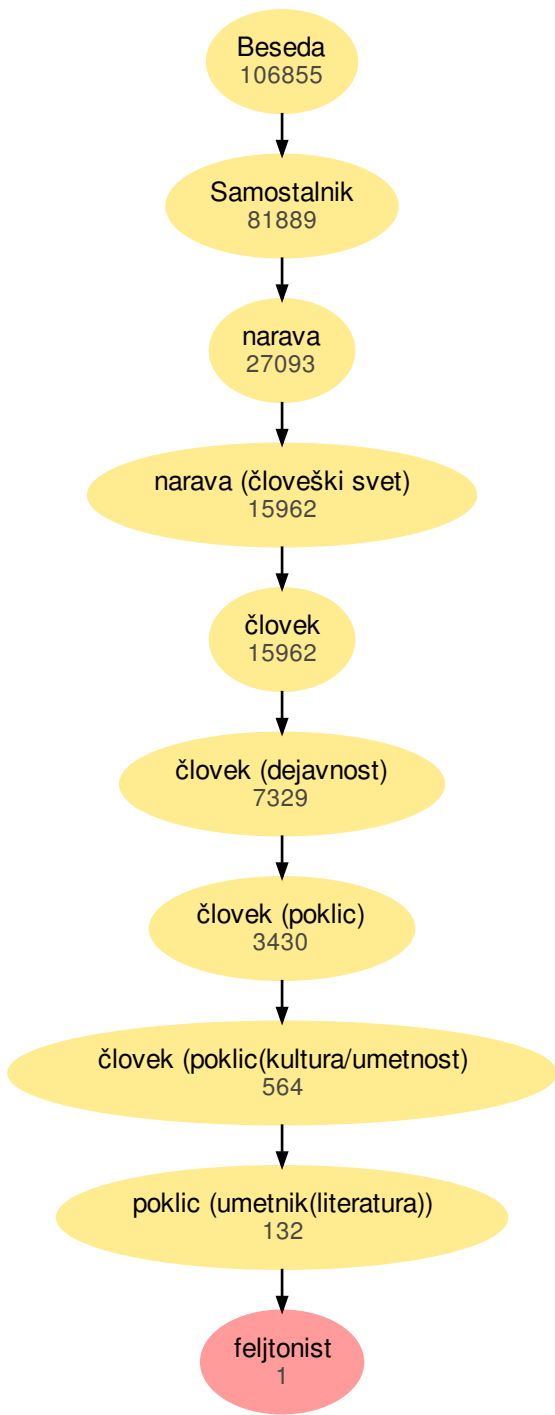 Beseda
106855
Samostalnik
81889
narava
27093
narava (človeški svet)
15962
človek
15962
človek (dejavnost)
7329
človek (poklic)
3430
človek (poklic(kultura/umetnost)
564
poklic (umetnik(literatura))
132
feljtonist
1